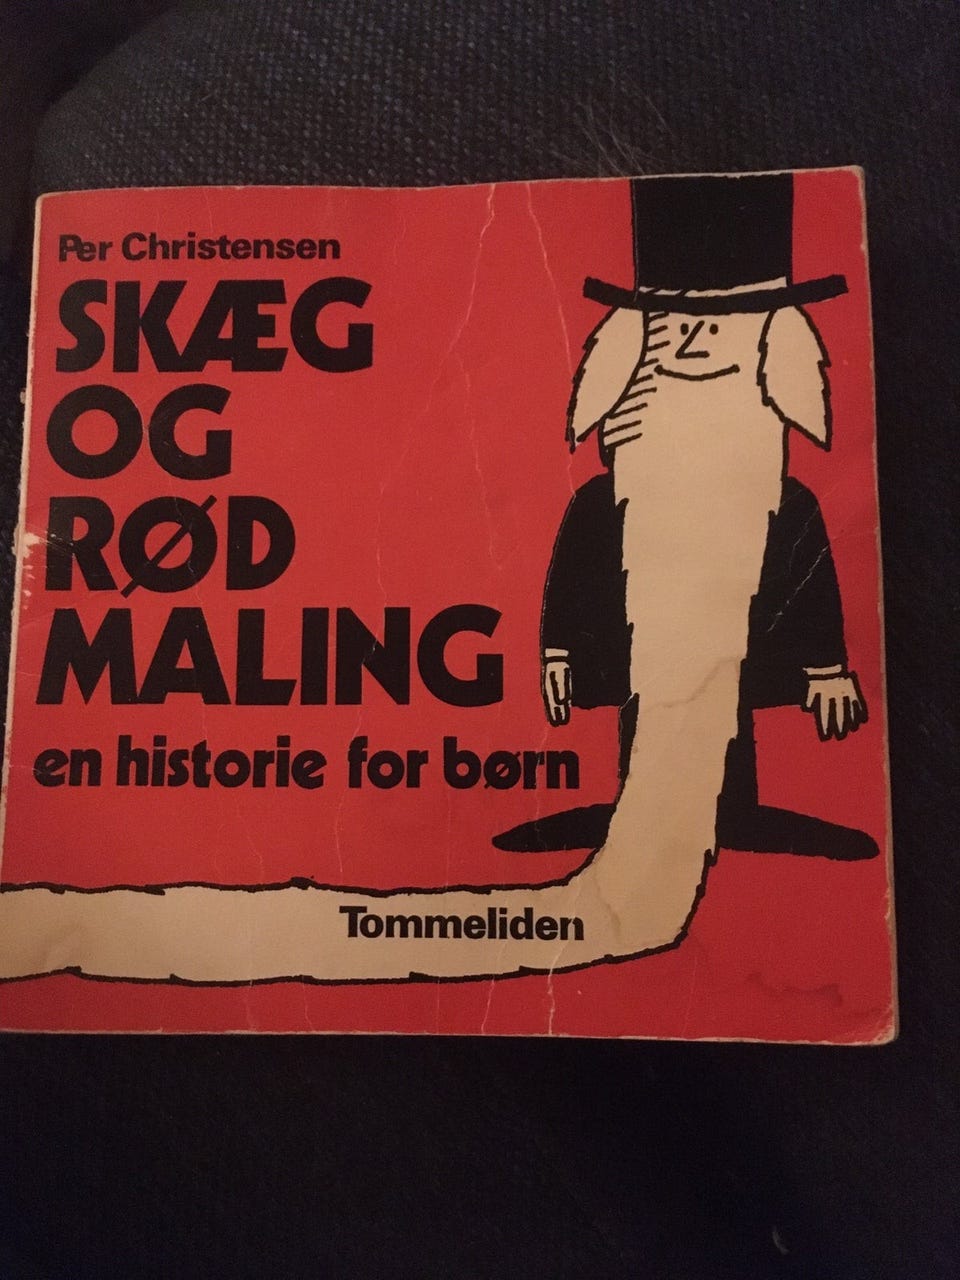 Per Christensen
SKÆG
OG
RØD
MALING
en historie for børn
Tommeliden